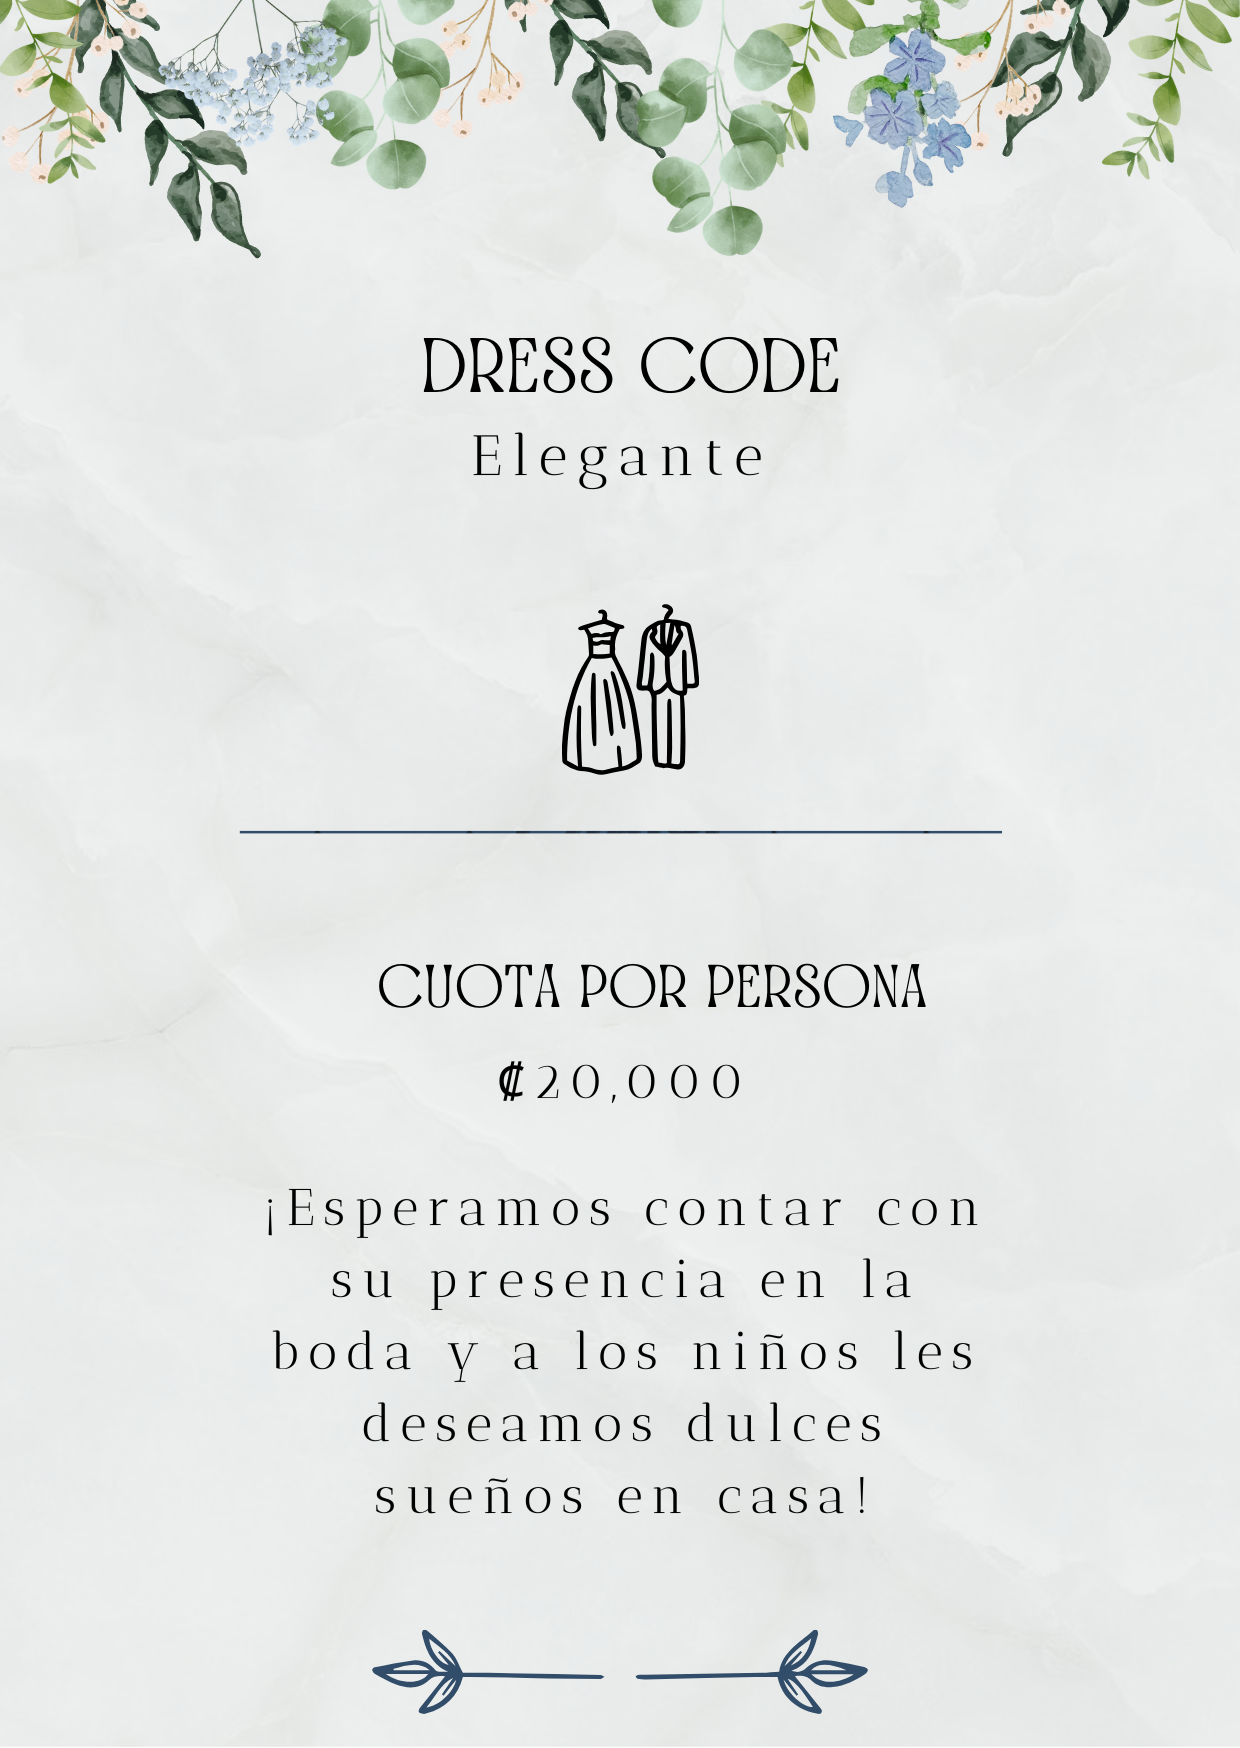 DRESS CODE
Elegante
CUOTA POR PERSONA
₡20,000
¡Esperamos contar con
su presencia en la
boda y a los niños les
deseamos dulces
sueños en casa!